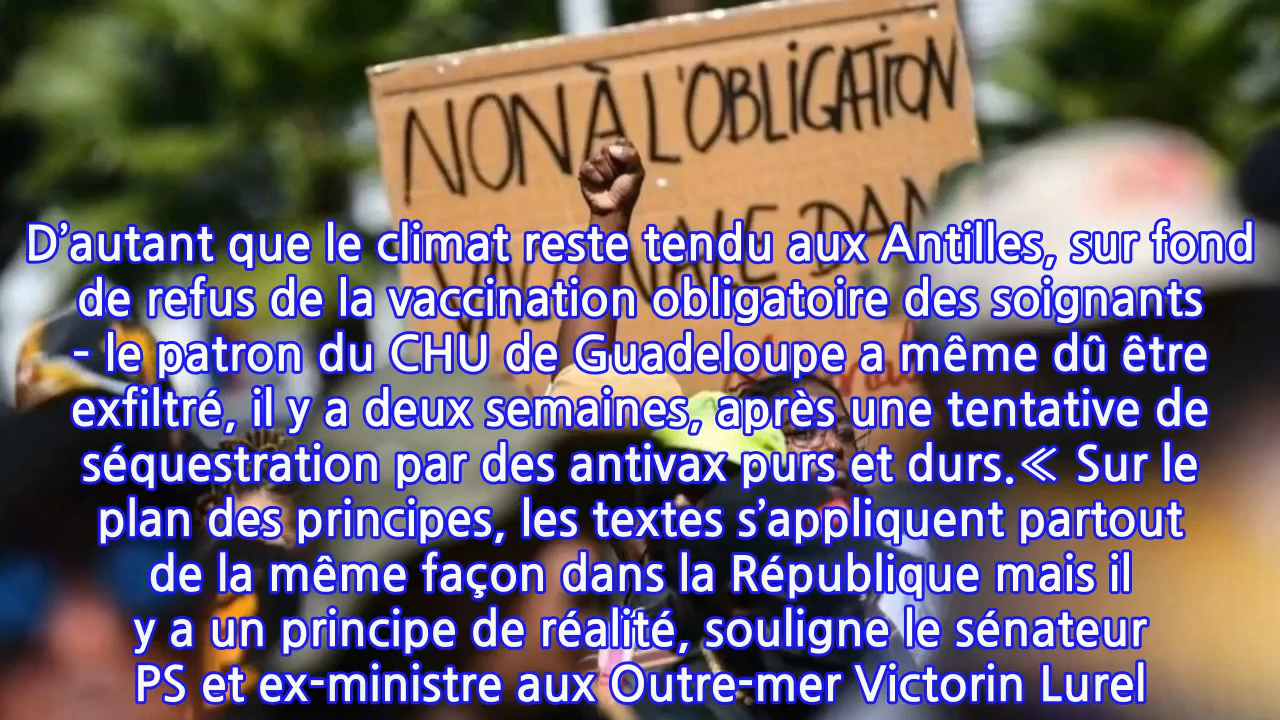 NON À L'OBLIGATION
D’autant que le climat reste tendu aux Antilles, sur fond
de refus de la vaccination obligatoire des soignants
- le patron du CHU de Guadeloupe a même dû être
exfiltré, il y a deux semaines, après une tentative de
séquestration par des antivax purs et durs.≪ Sur le
plan des principes, les textes s’appliquent partout
de la même façon dans la République mais il
y a un principe de réalité, souligne le sénateur
PS et ex-ministre aux Outre-mer Victorin Lurel